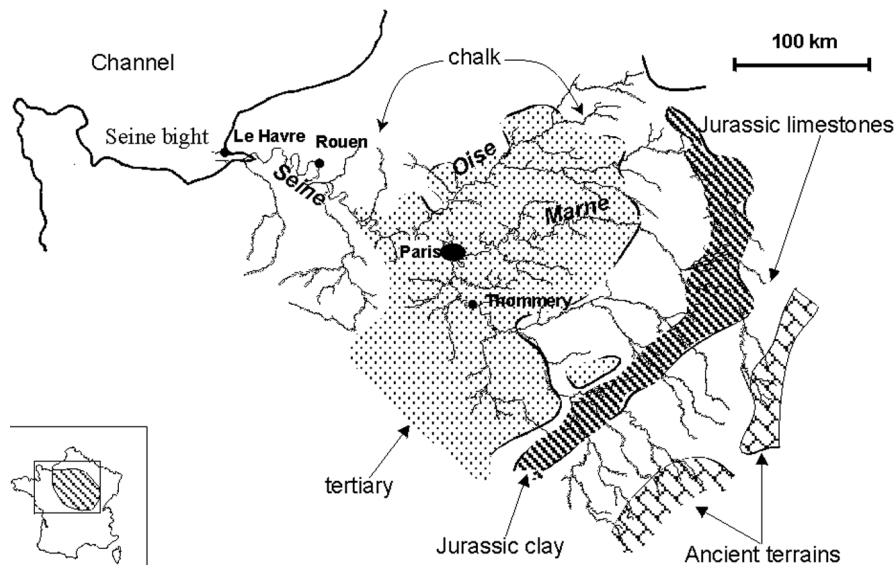 Channel
chalk
100 km
Seine bight
Le Havre
Rouen
Jurassic limestones
Oise
Seine
Marne
Paris
Thommery
tertiary
Jurassic clay
Ancient terrains